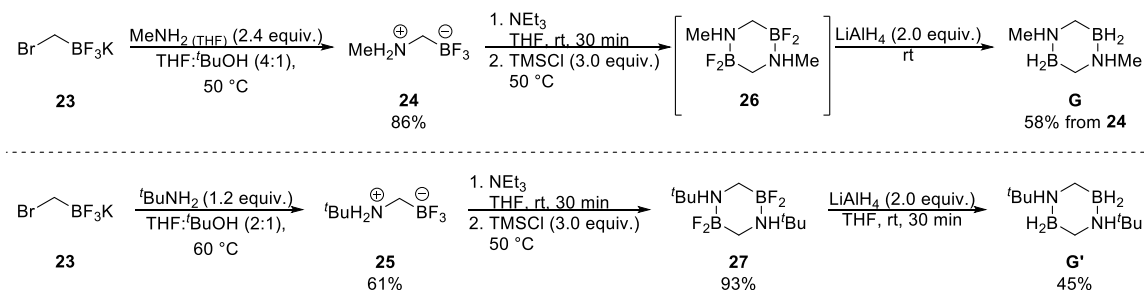 Br BF3K
MeNH2 (THF) (2.4 equiv.)
THF:tBuOH (4:1),
50 °C
MeH2N + − BF3
1. NEt3
THF, rt, 30 min
2. TMSCl (3.0 equiv.)
50 °C
MeHN BF2
F2B NHMe
LiAlH4 (2.0 equiv.)
rt
MeHN BH2
H2B NHMe
23
24
86%
26
G
58% from 24
Br BF3K
tBuNH2 (1.2 equiv.)
THF:tBuOH (2:1),
60 °C
tBuH2N + − BF3
1. NEt3
THF, rt, 30 min
2. TMSCl (3.0 equiv.)
50 °C
tBuHN BF2
F2B NHtBu
LiAlH4 (2.0 equiv.)
THF, rt, 30 min
tBuHN BH2
H2B NHtBu
23
25
61%
27
93%
G'
45%